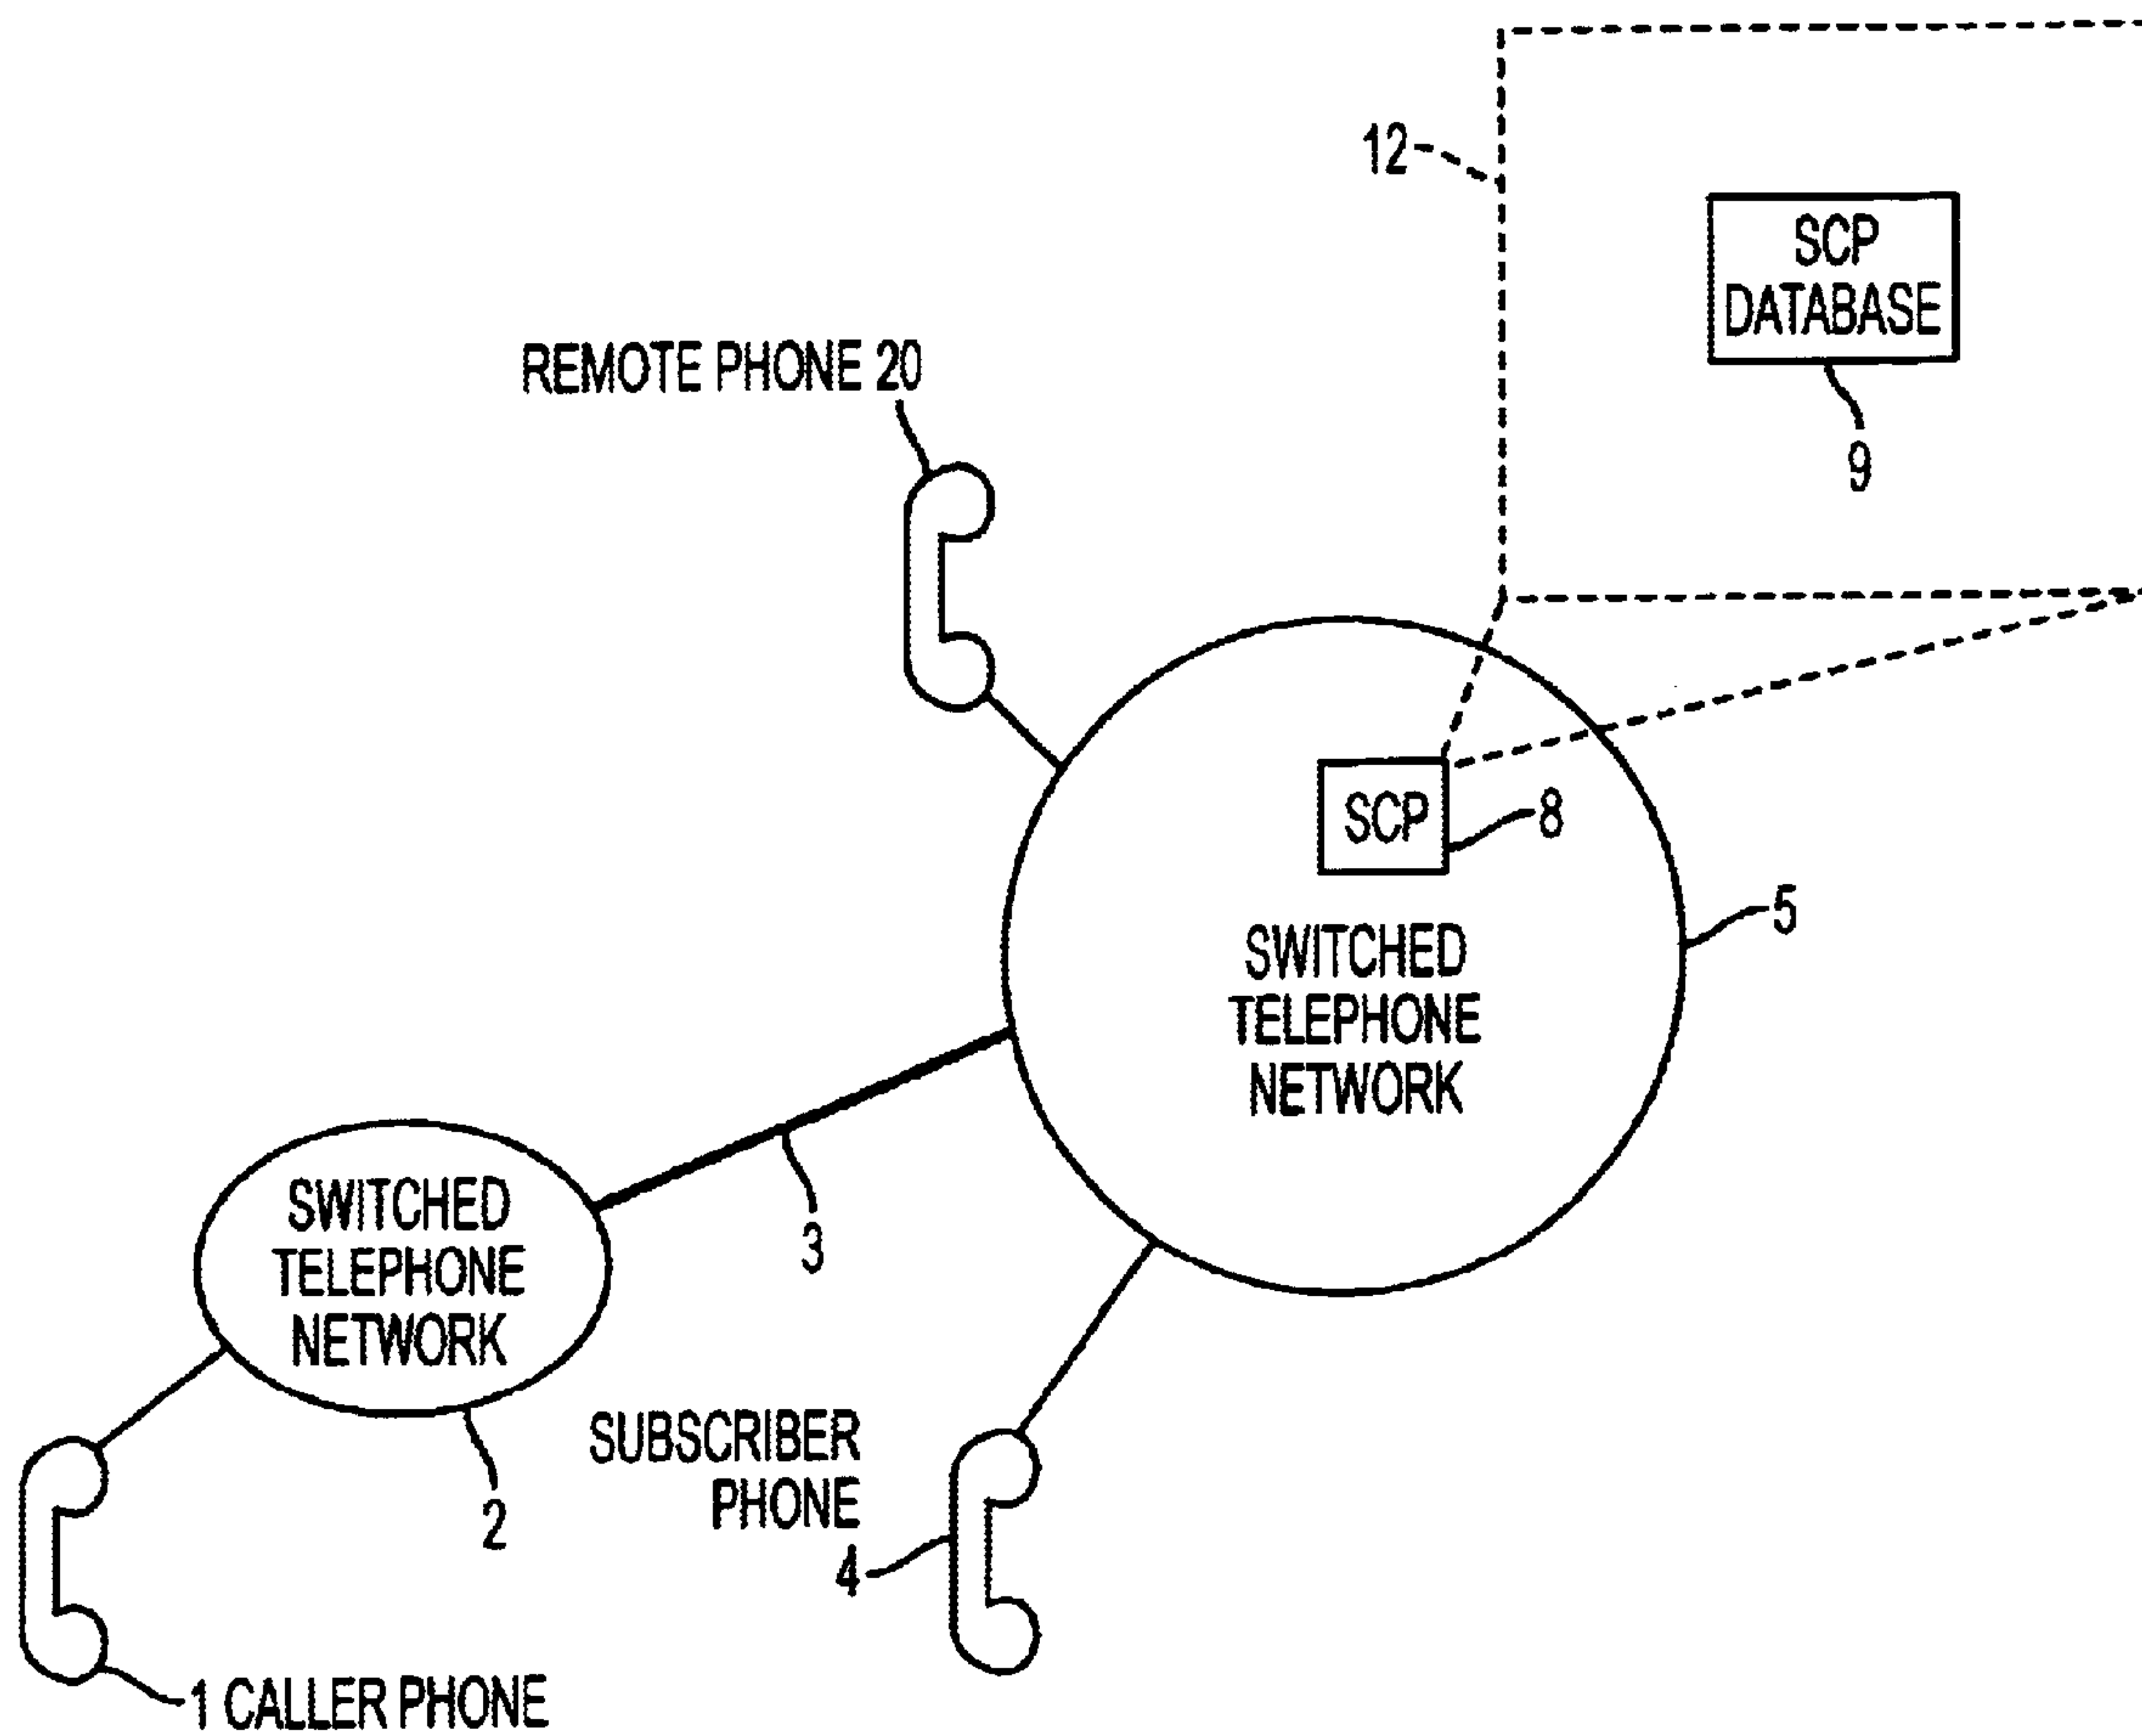 12
SCP
DATABASE
9
REMOTE PHONE 20
SCP
8
5
SWITCHED
TELEPHONE
NETWORK
3
SWITCHED
TELEPHONE
NETWORK
2
SUBSCRIBER
PHONE
4
1 CALLER PHONE